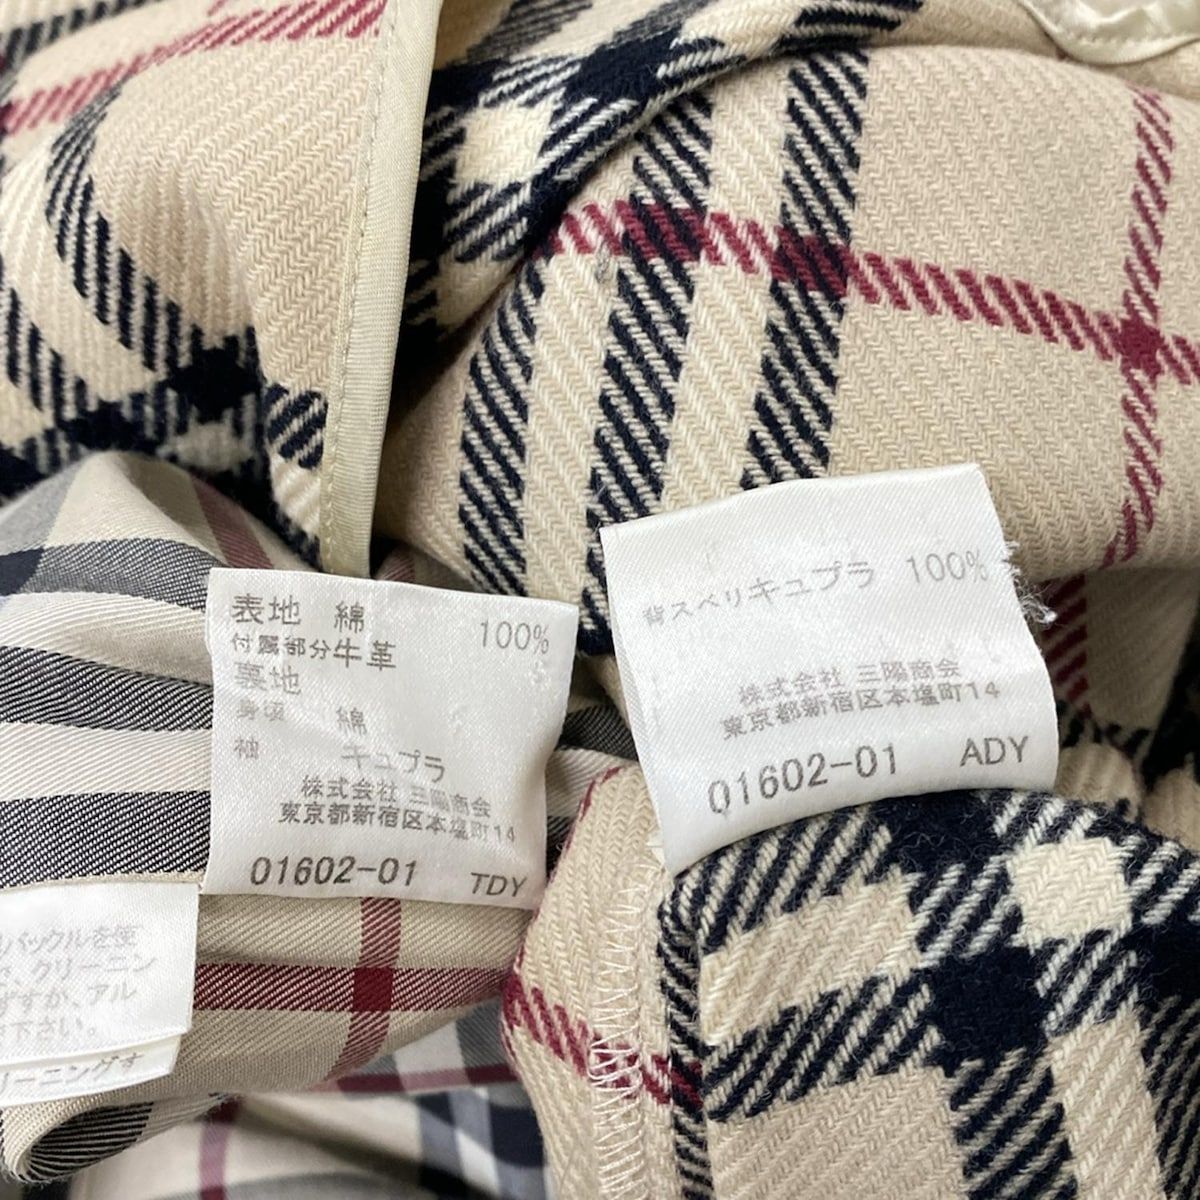 表地 綿 100%
付属部分牛革
裏地
身頃 綿
袖 キュプラ
株式会社 三陽商会
東京都新宿区本塩町14
01602-01 TDY
背スベリキュプラ 100%
株式会社 三陽商会
東京都新宿区本塩町14
01602-01 ADY
バックルを使
クリーニン
ずすが、アル
下さい。
リーニングす